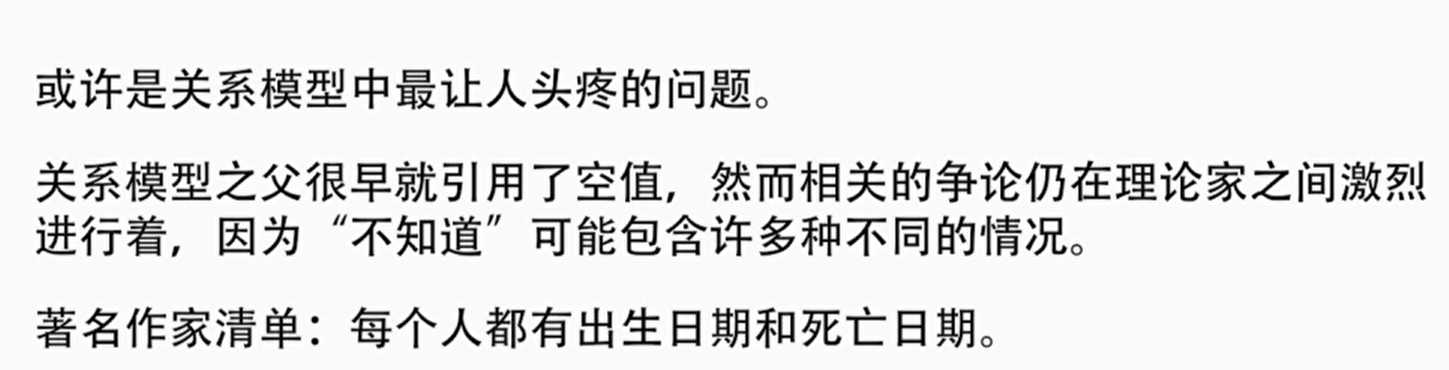 或许是关系模型中最让人头疼的问题。
关系模型之父很早就引用了空值，然而相关的争论仍在理论家之间激烈
进行着，因为“不知道”可能包含许多种不同的情况。
著名作家清单：每个人都有出生日期和死亡日期。